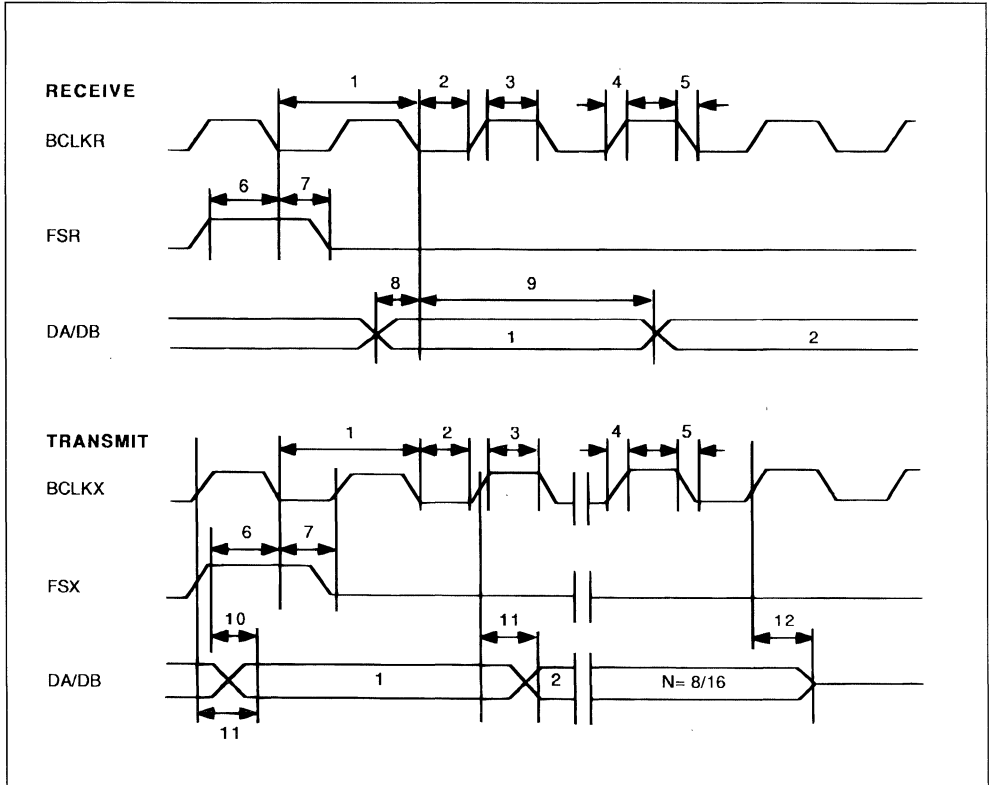 RECEIVE
1 2 3 4 5
BCLKR
6 7
FSR
8 9
DA/DB
1 2
TRANSMIT
1 2 3 4 5
BCLKX
6 7
FSX
10 11 12
DA/DB
1 2 N= 8/16
11